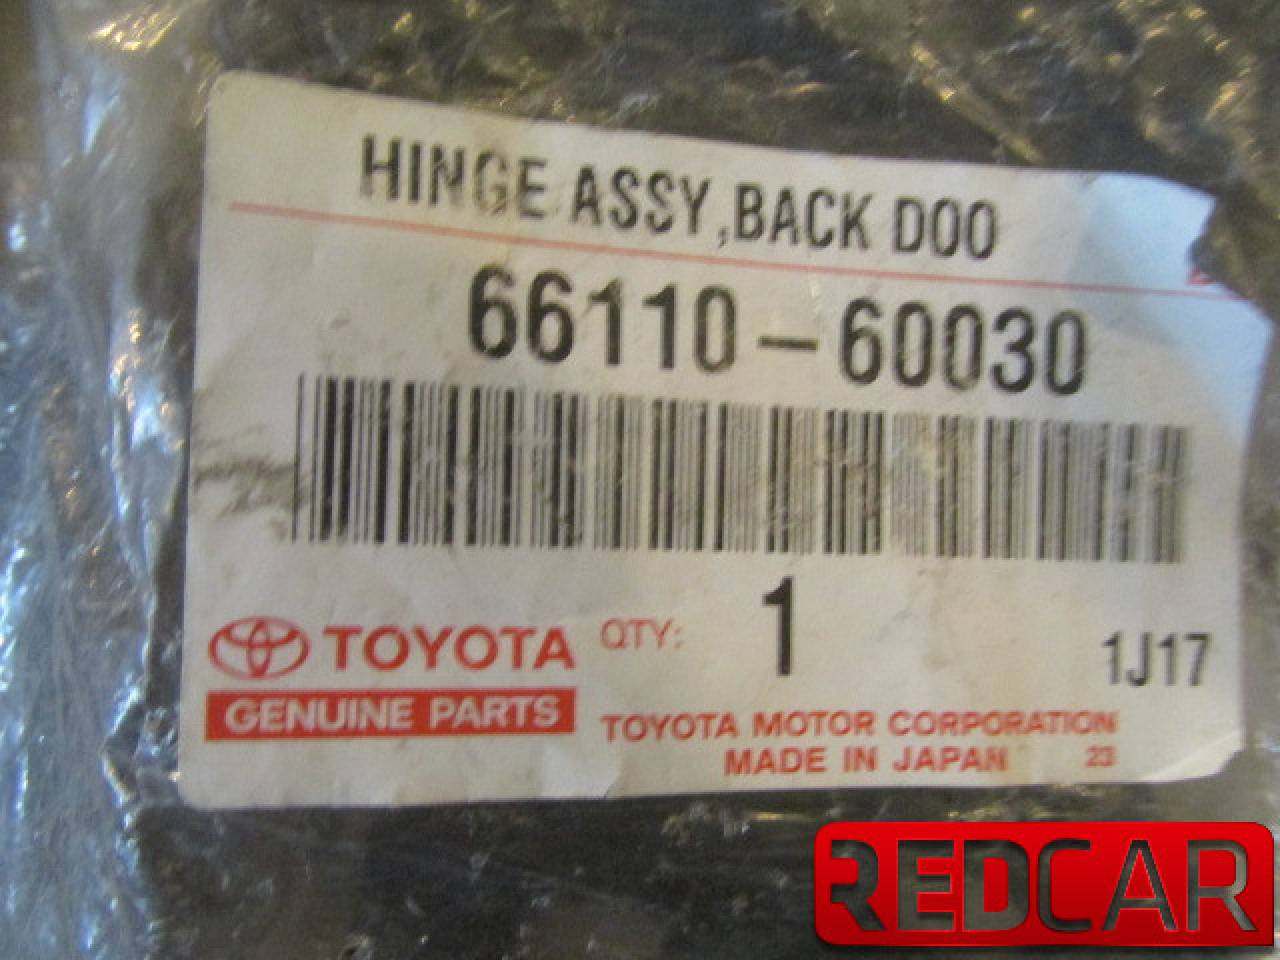 HINGE ASSY,BACK DOO
66110-60030
TOYOTA
GENUINE PARTS
QTY: 1
1J17
TOYOTA MOTOR CORPORATION
MADE IN JAPAN 23
REDCAR